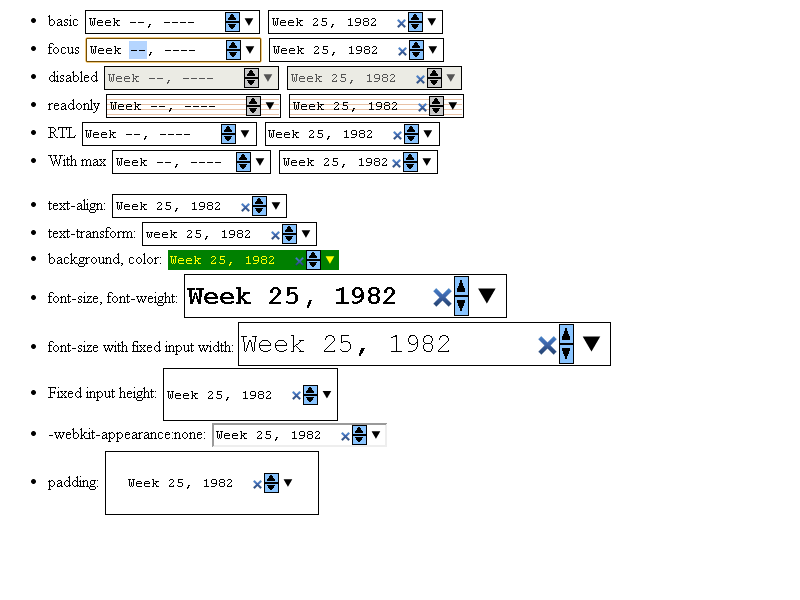 basic Week --, ---- Week 25, 1982
focus Week --, ---- Week 25, 1982
disabled Week --, ---- Week 25, 1982
readonly Week --, ---- Week 25, 1982
RTL Week --, ---- Week 25, 1982
With max Week --, ---- Week 25, 1982
text-align: Week 25, 1982
text-transform: week 25, 1982
background, color: Week 25, 1982
font-size, font-weight: Week 25, 1982
font-size with fixed input width: Week 25, 1982
Fixed input height: Week 25, 1982
-webkit-appearance:none: Week 25, 1982
padding: Week 25, 1982